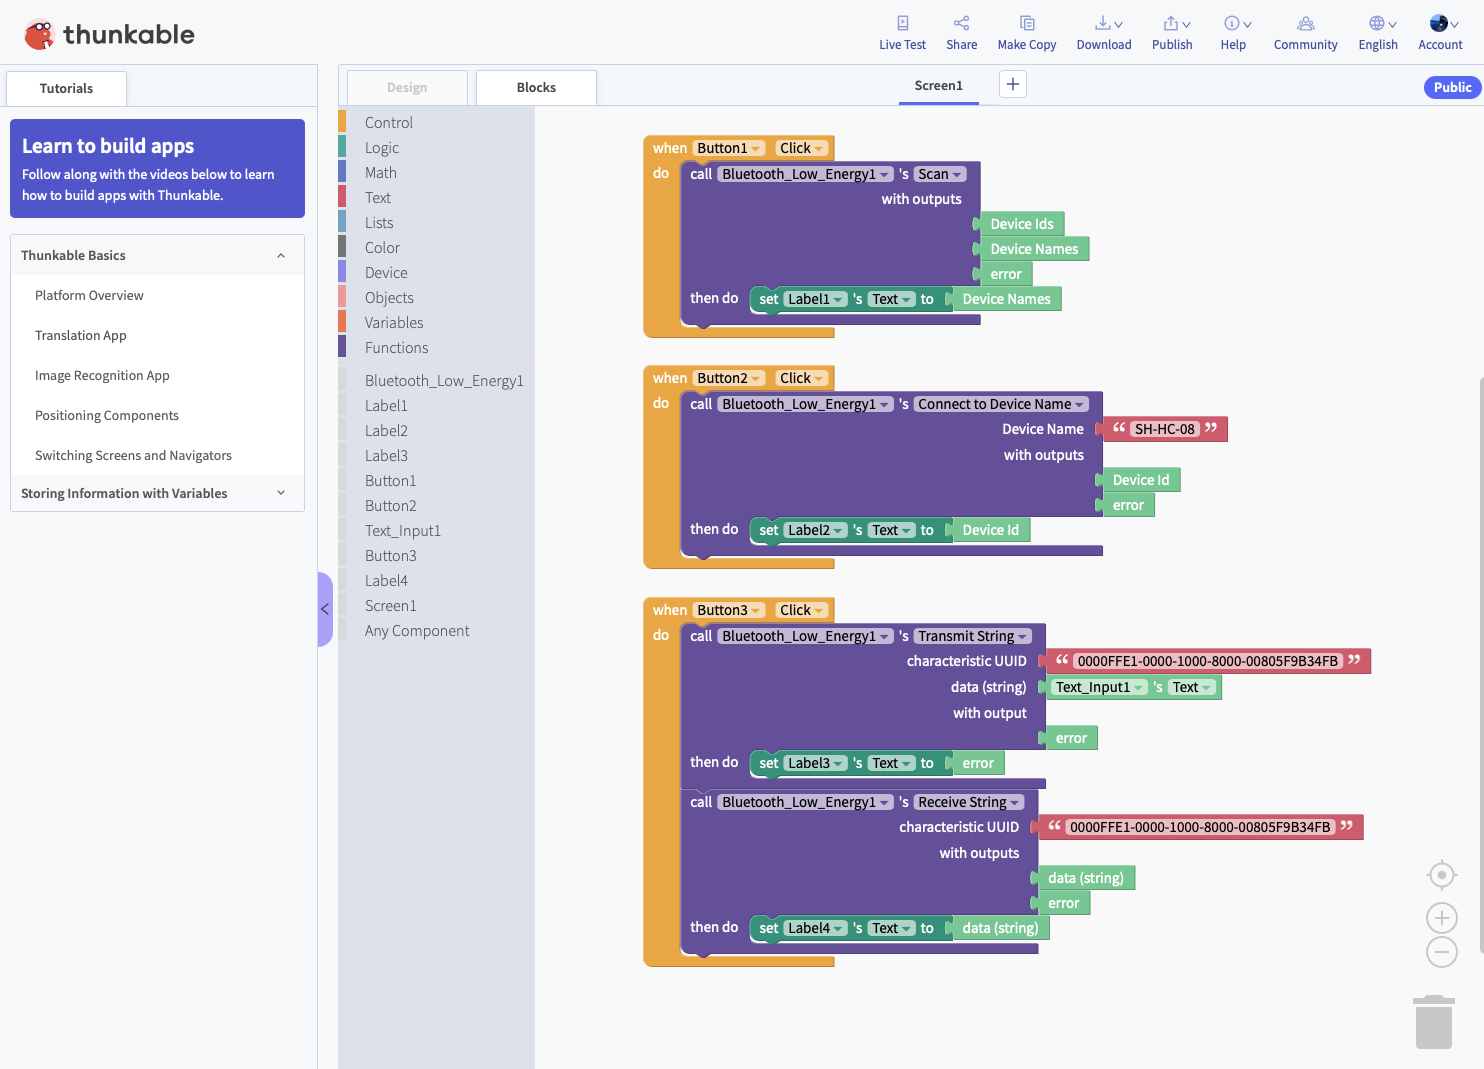 thunkable
Live Test
Share
Make Copy
Download
Publish
Help
Community
English
Account
Tutorials
Design
Blocks
Screen1
+
Public
Learn to build apps
Follow along with the videos below to learn
how to build apps with Thunkable.
Thunkable Basics
Platform Overview
Translation App
Image Recognition App
Positioning Components
Switching Screens and Navigators
Storing Information with Variables
Control
Logic
Math
Text
Lists
Color
Device
Objects
Variables
Functions
Bluetooth_Low_Energy1
Label1
Label2
Label3
Button1
Button2
Text_Input1
Button3
Label4
Screen1
Any Component
when Button1 Click
do call Bluetooth_Low_Energy1 's Scan
with outputs
Device Ids
Device Names
error
then do set Label1 's Text to Device Names
when Button2 Click
do call Bluetooth_Low_Energy1 's Connect to Device Name
Device Name “ SH-HC-08 ”
with outputs
Device Id
error
then do set Label2 's Text to Device Id
when Button3 Click
do call Bluetooth_Low_Energy1 's Transmit String
characteristic UUID “ 0000FFE1-0000-1000-8000-00805F9B34FB ”
data (string) Text_Input1 's Text
with output
error
then do set Label3 's Text to error
call Bluetooth_Low_Energy1 's Receive String
characteristic UUID “ 0000FFE1-0000-1000-8000-00805F9B34FB ”
with outputs
data (string)
error
then do set Label4 's Text to data (string)